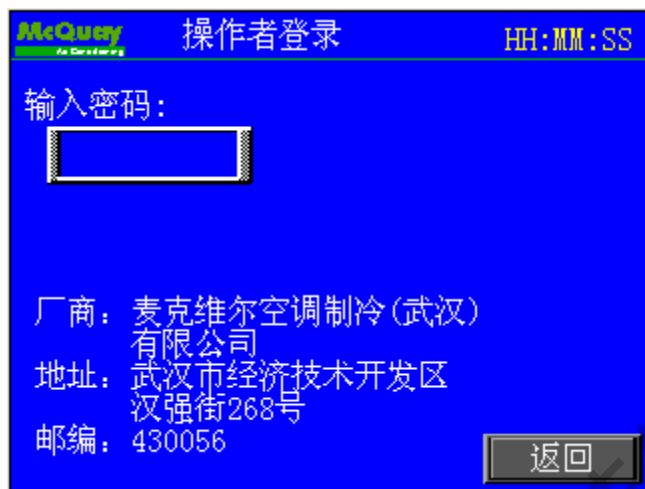 McQuay 操作者登录 HH:MM:SS
Air Conditioning
输入密码:
厂商: 麦克维尔空调制冷(武汉)
有限公司
地址: 武汉市经济技术开发区
汉强街268号
邮编: 430056
返回